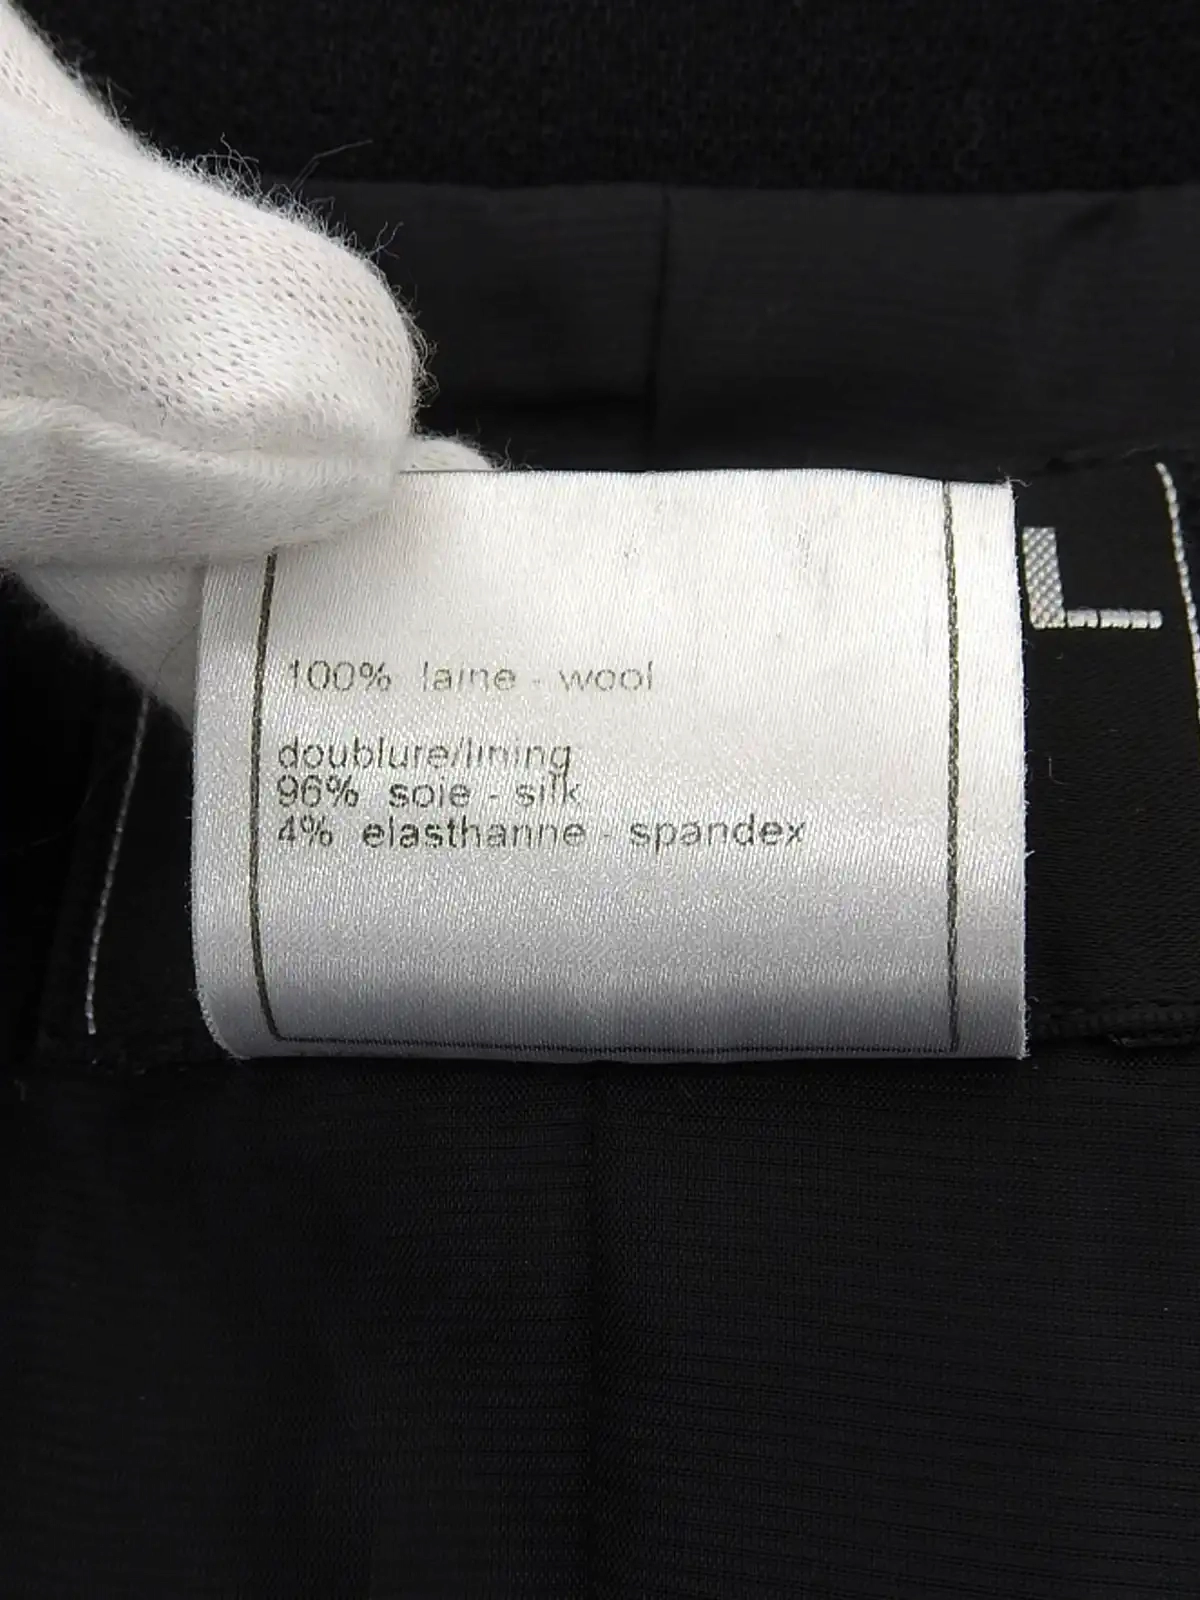 100% laine - wool
doublure/lining
96% soie - silk
4% elasthanne - spandex
L